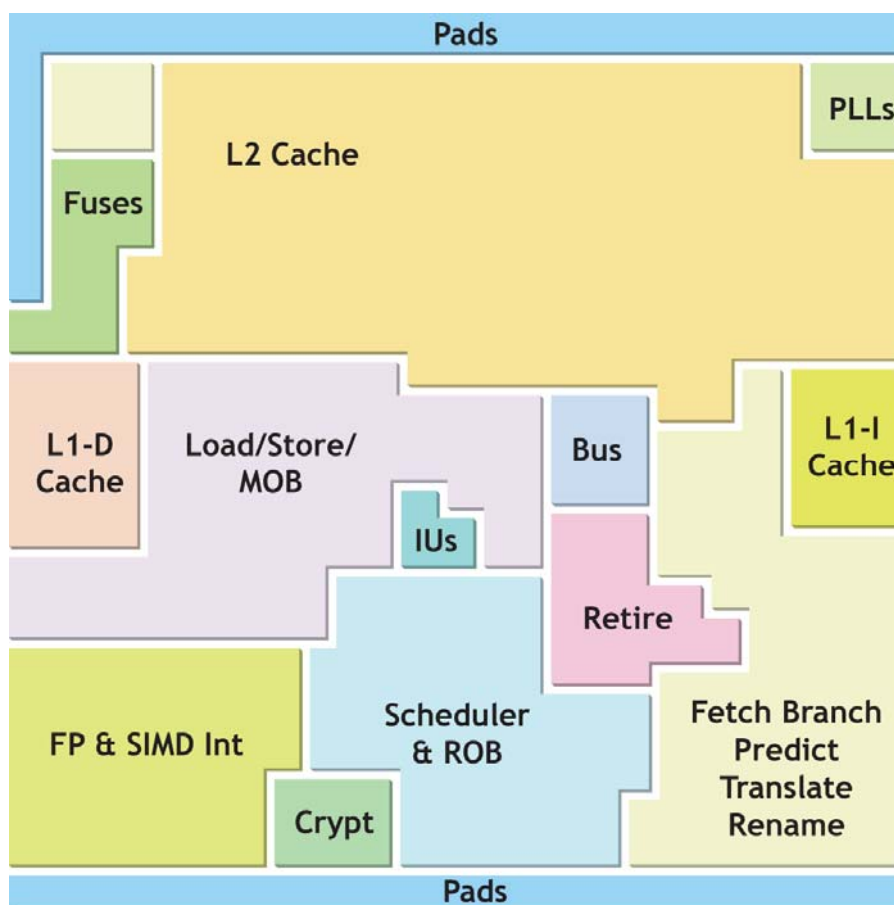 Pads
PLLs
L2 Cache
Fuses
L1-D
Cache
Load/Store/
MOB
Bus
L1-I
Cache
IUs
Retire
FP & SIMD Int
Scheduler
& ROB
Fetch Branch
Predict
Translate
Rename
Crypt
Pads